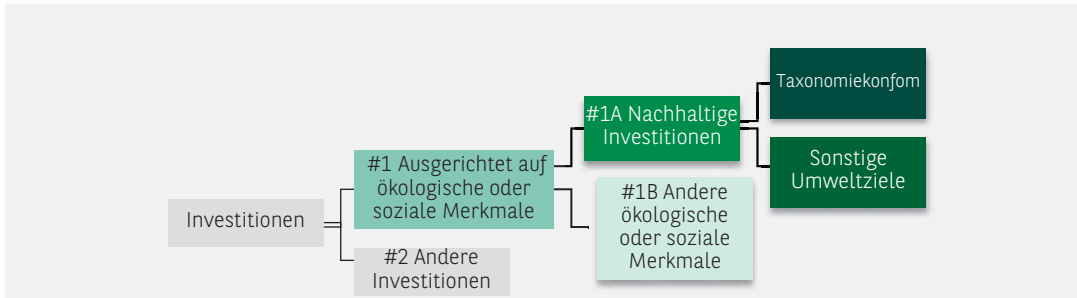 Investitionen
#1 Ausgerichtet auf
ökologische oder
soziale Merkmale
#2 Andere
Investitionen
#1A Nachhaltige
Investitionen
#1B Andere
ökologische
oder soziale
Merkmale
Taxonomiekonfom
Sonstige
Umweltziele